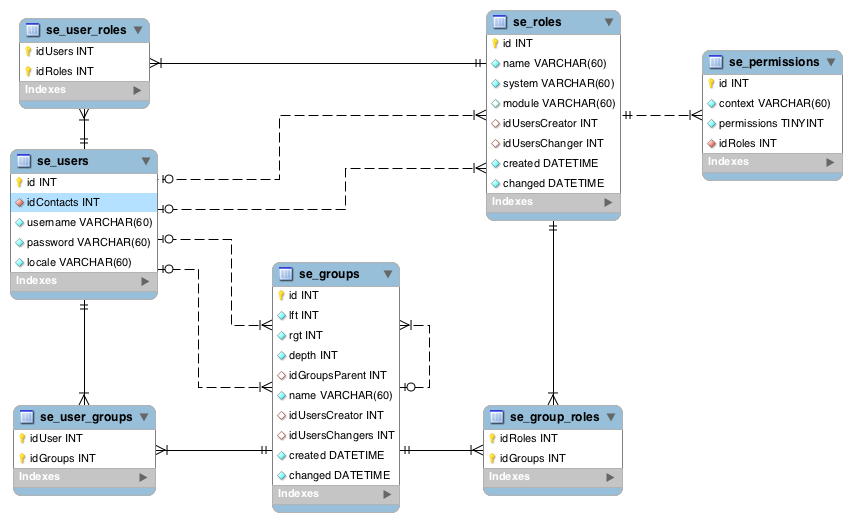 se_user_roles
idUsers INT
idRoles INT
Indexes
se_roles
id INT
name VARCHAR(60)
system VARCHAR(60)
module VARCHAR(60)
idUsersCreator INT
idUsersChanger INT
created DATETIME
changed DATETIME
Indexes
se_permissions
id INT
context VARCHAR(60)
permissions TINYINT
idRoles INT
Indexes
se_users
id INT
idContacts INT
username VARCHAR(60)
password VARCHAR(60)
locale VARCHAR(60)
Indexes
se_groups
id INT
lft INT
rgt INT
depth INT
idGroupsParent INT
name VARCHAR(60)
idUsersCreator INT
idUsersChangers INT
created DATETIME
changed DATETIME
Indexes
se_user_groups
idUser INT
idGroups INT
Indexes
se_group_roles
idRoles INT
idGroups INT
Indexes